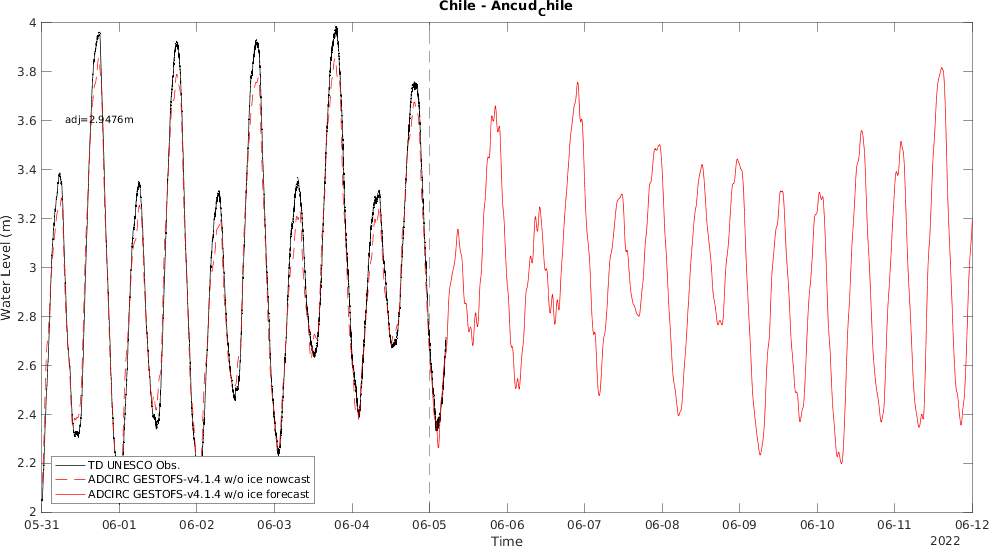 Chile - Ancud_Chile
4
3.8
3.6
3.4
3.2
3
2.8
2.6
2.4
2.2
2
Water Level (m)
adj=2.9476m
TD UNESCO Obs.
ADCIRC GESTOFS-v4.1.4 w/o ice nowcast
ADCIRC GESTOFS-v4.1.4 w/o ice forecast
05-31 06-01 06-02 06-03 06-04 06-05 06-06 06-07 06-08 06-09 06-10 06-11 06-12
Time
2022